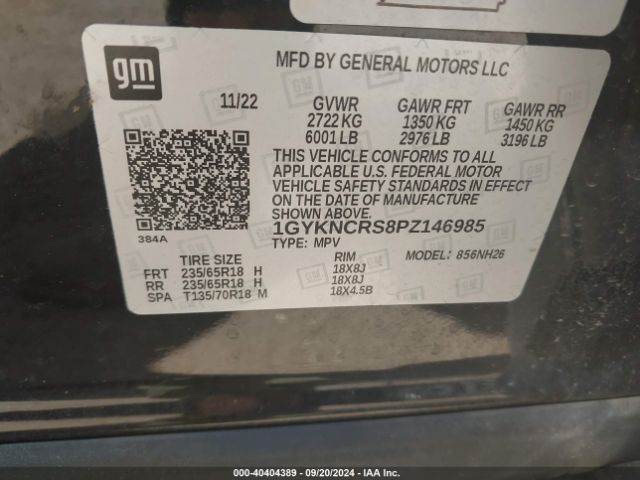 gm
MFD BY GENERAL MOTORS LLC
11/22 GVWR GAWR FRT GAWR RR
2722 KG 1350 KG 1450 KG
6001 LB 2976 LB 3196 LB
THIS VEHICLE CONFORMS TO ALL
APPLICABLE U.S. FEDERAL MOTOR
VEHICLE SAFETY STANDARDS IN EFFECT
ON THE DATE OF MANUFACTURE
SHOWN ABOVE.
384A
1GYKNCRS8PZ146985
TYPE: MPV MODEL: 856NH26
TIRE SIZE RIM
FRT 235/65R18 H 18X8J
RR 235/65R18 H 18X8J
SPA T135/70R18 M 18X4.5B
000-40404389 - 09/20/2024 - IAA Inc.